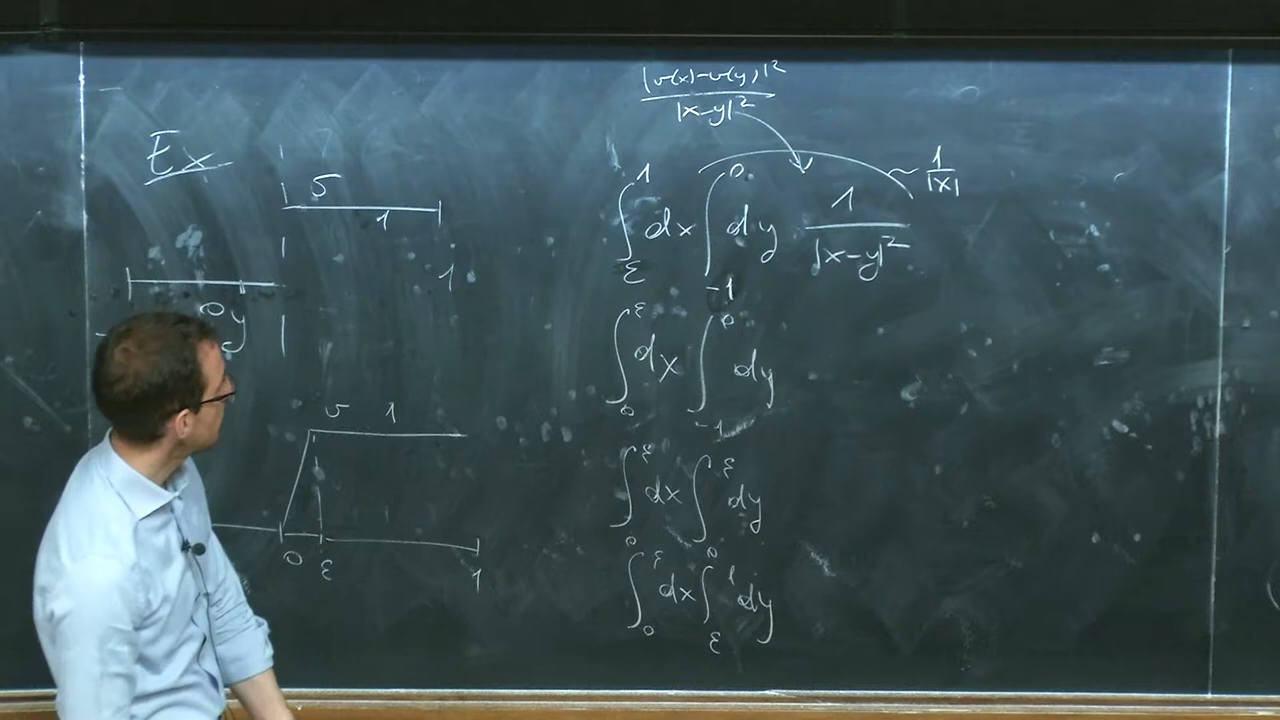 Ex
υ
1
1
0 y
υ 1
0 ε 1
|υ(x)-υ(y)|²
|x-y|²
∫_ε^1 dx ∫_{-1}^0 dy 1/|x-y|² ~ 1/|x|
∫_0^ε dx ∫_{-1}^0 dy
∫_0^ε dx ∫_0^ε dy
∫_0^ε dx ∫_ε^1 dy